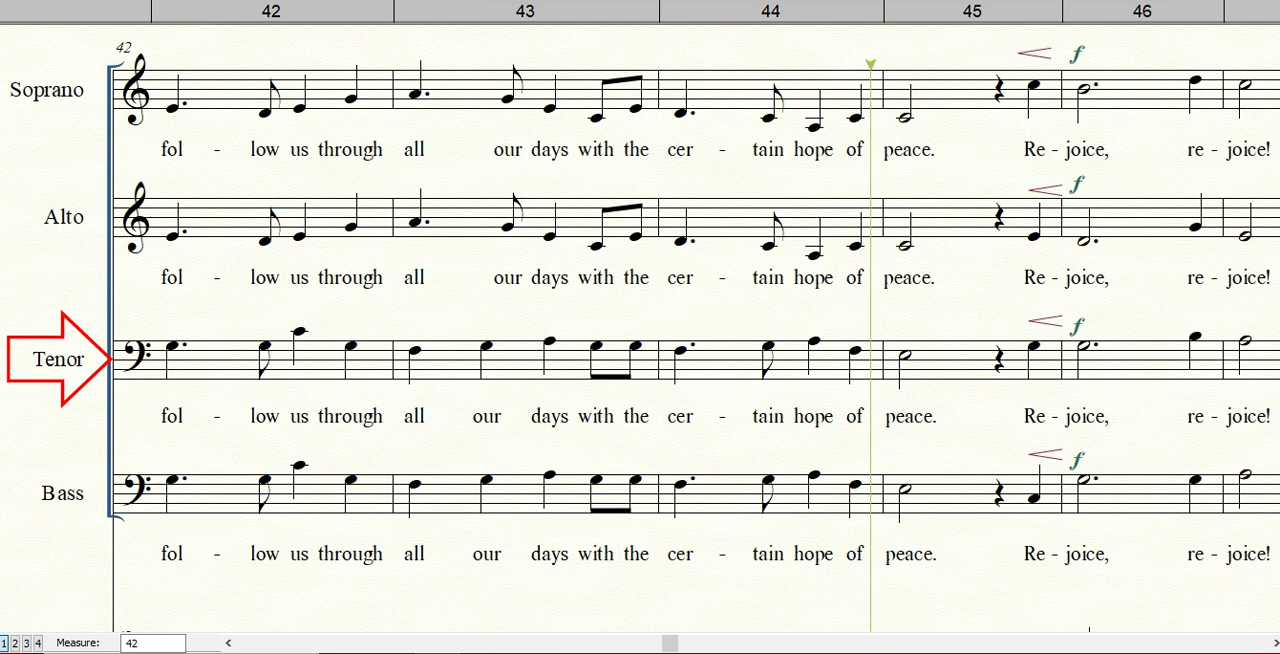 42 43 44 45 46
42
f
Soprano
fol - low us through all our days with the cer - tain hope of peace. Re - joice, re - joice!
f
Alto
fol - low us through all our days with the cer - tain hope of peace. Re - joice, re - joice!
f
Tenor
fol - low us through all our days with the cer - tain hope of peace. Re - joice, re - joice!
f
Bass
fol - low us through all our days with the cer - tain hope of peace. Re - joice, re - joice!
1 2 3 4 Measure: 42